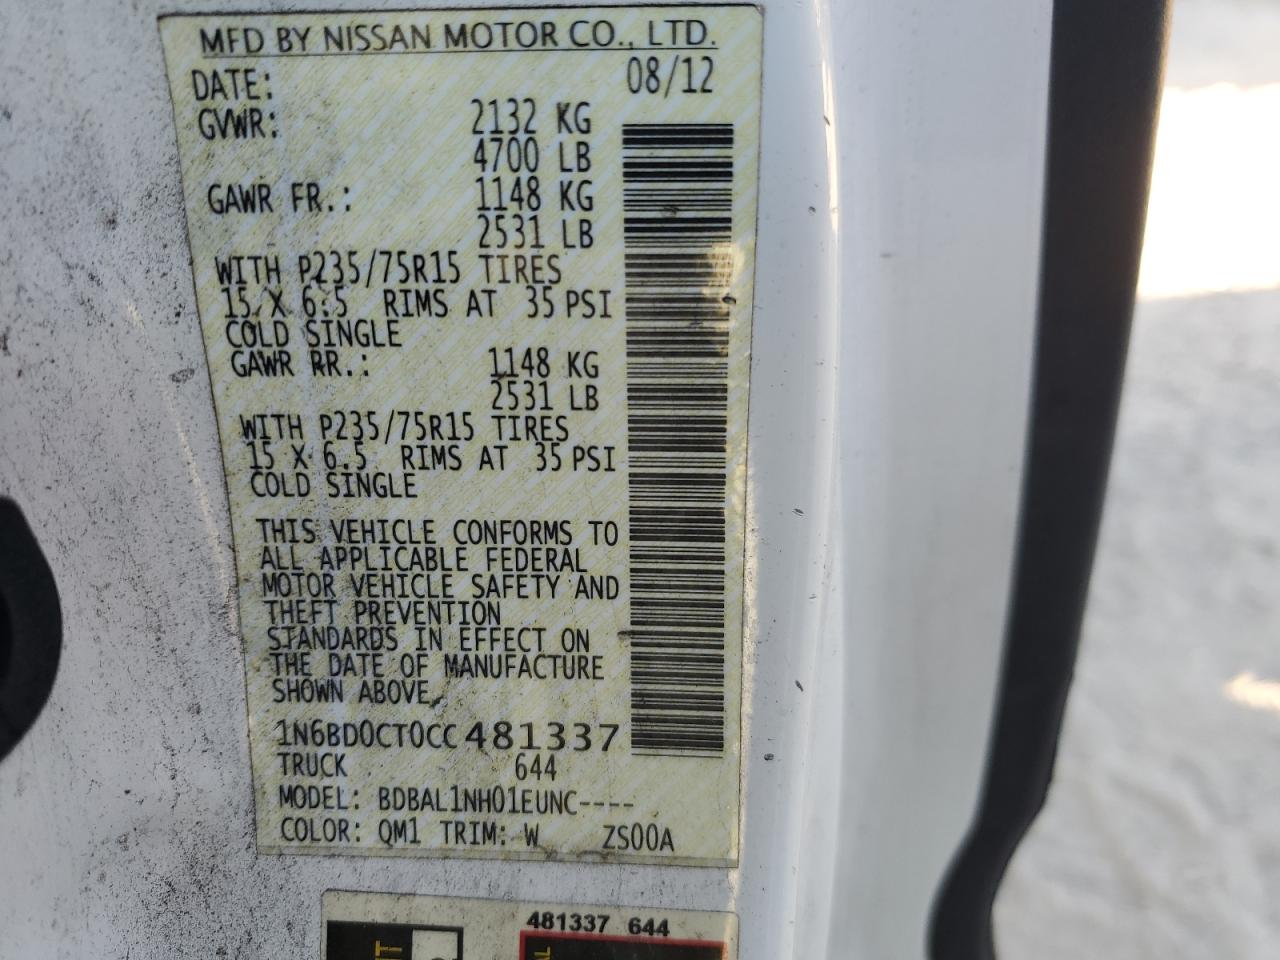 MFD BY NISSAN MOTOR CO., LTD.
DATE: 08/12
GVWR: 2132 KG
4700 LB
GAWR FR.: 1148 KG
2531 LB
WITH P235/75R15 TIRES
15 X 6.5 RIMS AT 35 PSI
COLD SINGLE
GAWR RR.: 1148 KG
2531 LB
WITH P235/75R15 TIRES
15 X 6.5 RIMS AT 35 PSI
COLD SINGLE
THIS VEHICLE CONFORMS TO
ALL APPLICABLE FEDERAL
MOTOR VEHICLE SAFETY AND
THEFT PREVENTION
STANDARDS IN EFFECT ON
THE DATE OF MANUFACTURE
SHOWN ABOVE.
1N6BD0CT0CC481337
TRUCK 644
MODEL: BDBAL1NH01EUNC----
COLOR: QM1 TRIM: W ZS00A
481337 644